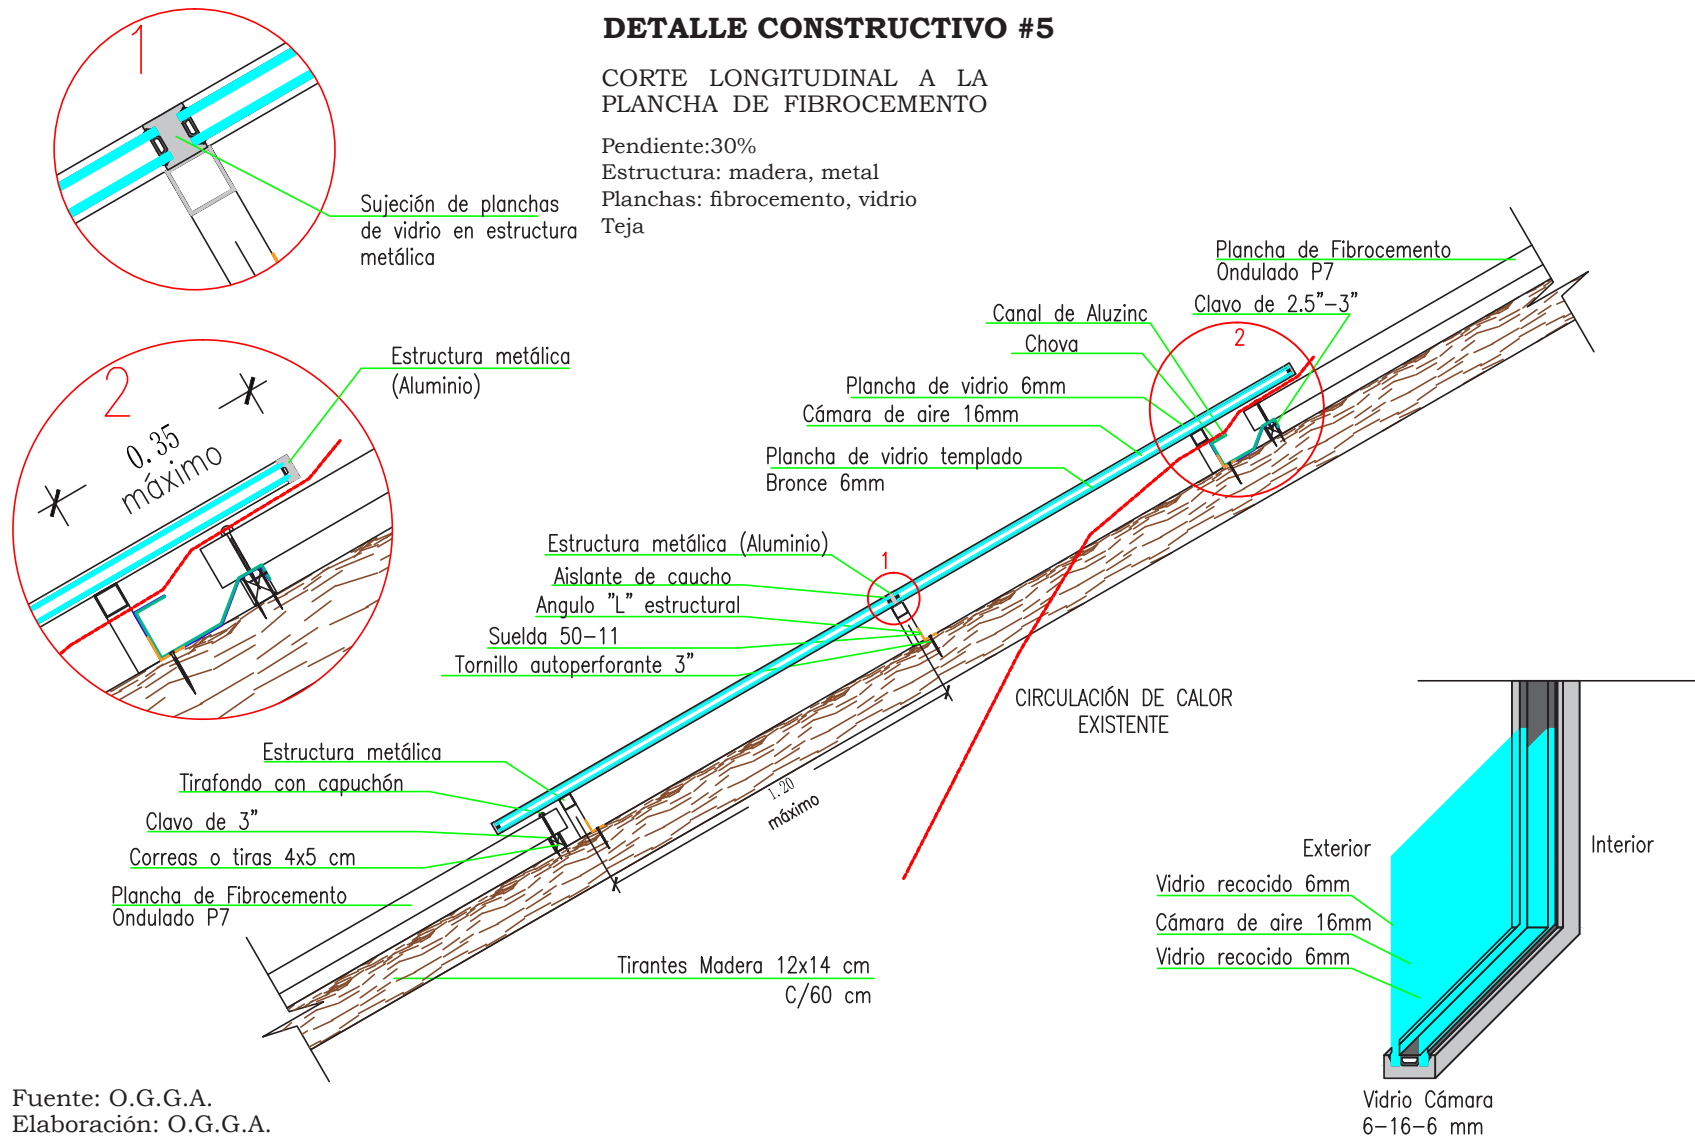 DETALLE CONSTRUCTIVO #5
CORTE LONGITUDINAL A LA
PLANCHA DE FIBROCEMENTO
Pendiente:30%
Estructura: madera, metal
Planchas: fibrocemento, vidrio
Teja
1
Sujeción de planchas
de vidrio en estructura
metálica
2
0.35
máximo
Estructura metálica
(Aluminio)
Plancha de Fibrocemento
Ondulado P7
Clavo de 2.5"-3"
Canal de Aluzinc
Chova
2
Plancha de vidrio 6mm
Cámara de aire 16mm
Plancha de vidrio templado
Bronce 6mm
Estructura metálica (Aluminio)
1
Aislante de caucho
Angulo "L" estructural
Suelda 50-11
Tornillo autoperforante 3"
CIRCULACIÓN DE CALOR
EXISTENTE
Estructura metálica
Tirafondo con capuchón
Clavo de 3"
Correas o tiras 4x5 cm
Plancha de Fibrocemento
Ondulado P7
1.20
máximo
Tirantes Madera 12x14 cm
C/60 cm
Exterior
Interior
Vidrio recocido 6mm
Cámara de aire 16mm
Vidrio recocido 6mm
Vidrio Cámara
6-16-6 mm
Fuente: O.G.G.A.
Elaboración: O.G.G.A.